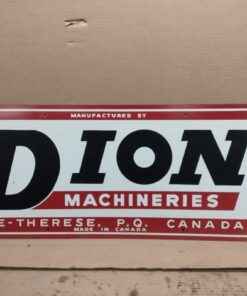 MANUFACTURED BY
DION
MACHINERIES
E-THERESE, P.Q. CANADA
MADE IN CANADA